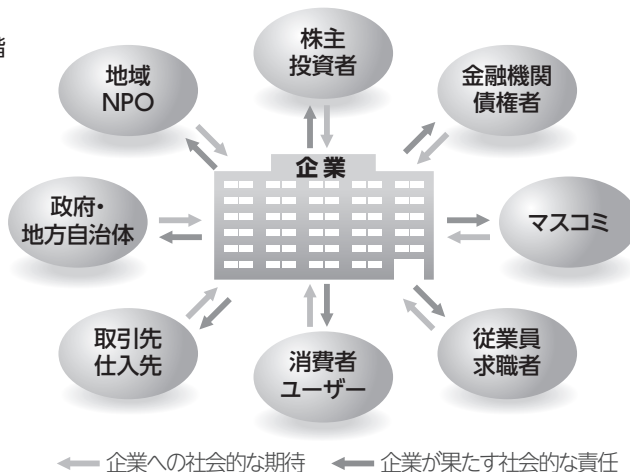 株主
投資者
地域
NPO
金融機関
債権者
企業
政府・
地方自治体
マスコミ
取引先
仕入先
消費者
ユーザー
従業員
求職者
企業への社会的な期待
企業が果たす社会的な責任